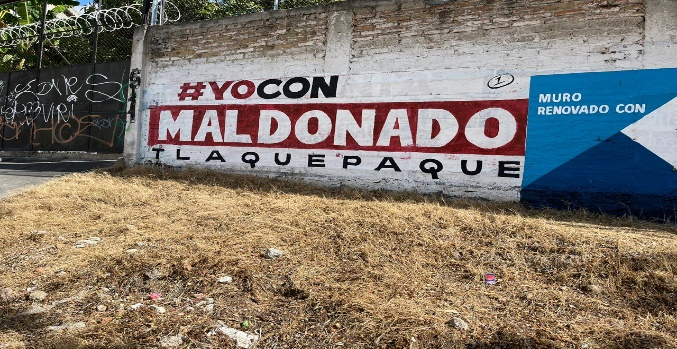 #YOCON
MALDONADO
TLAQUEPAQUE
1
MURO
RENOVADO CON